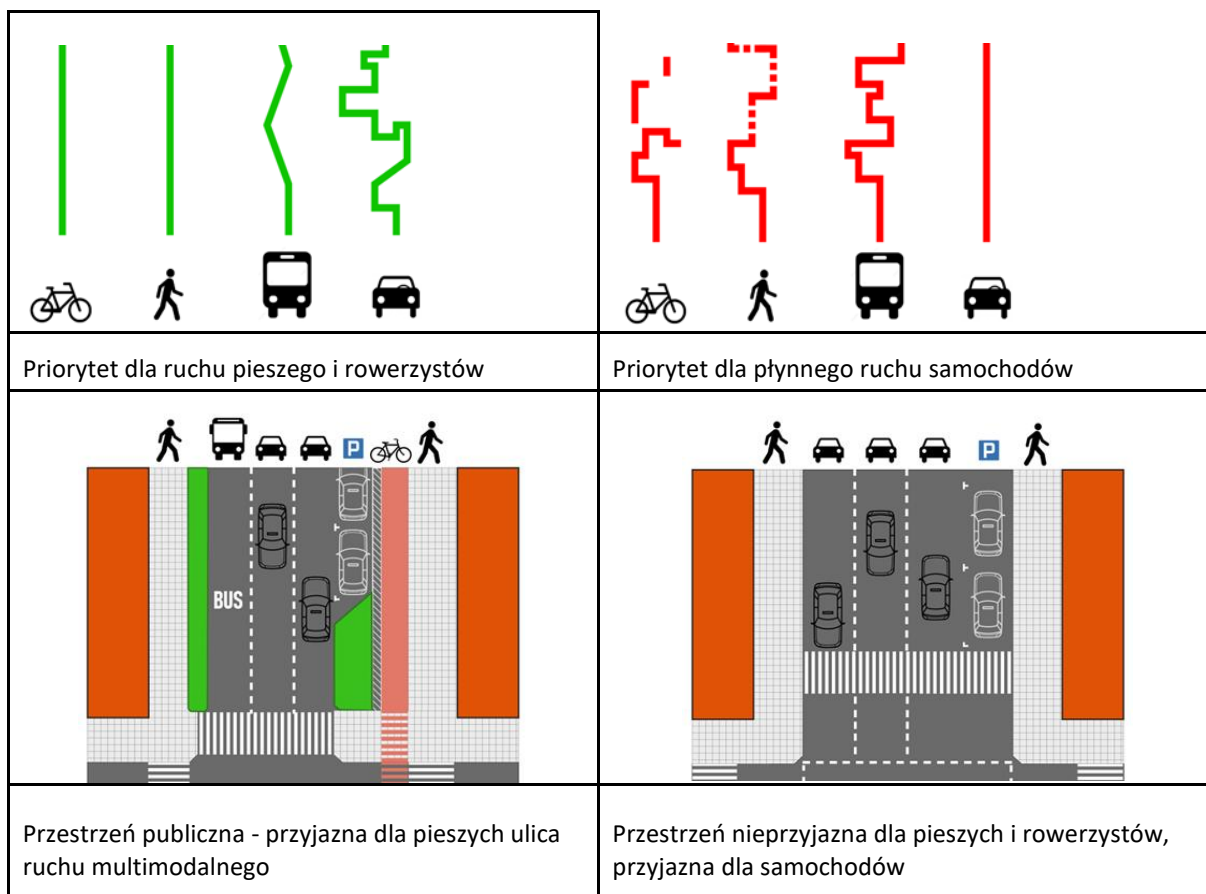 Priorytet dla ruchu pieszego i rowerzystów
Priorytet dla płynnego ruchu samochodów
P
BUS
P
Przestrzeń publiczna - przyjazna dla pieszych ulica
ruchu multimodalnego
Przestrzeń nieprzyjazna dla pieszych i rowerzystów,
przyjazna dla samochodów